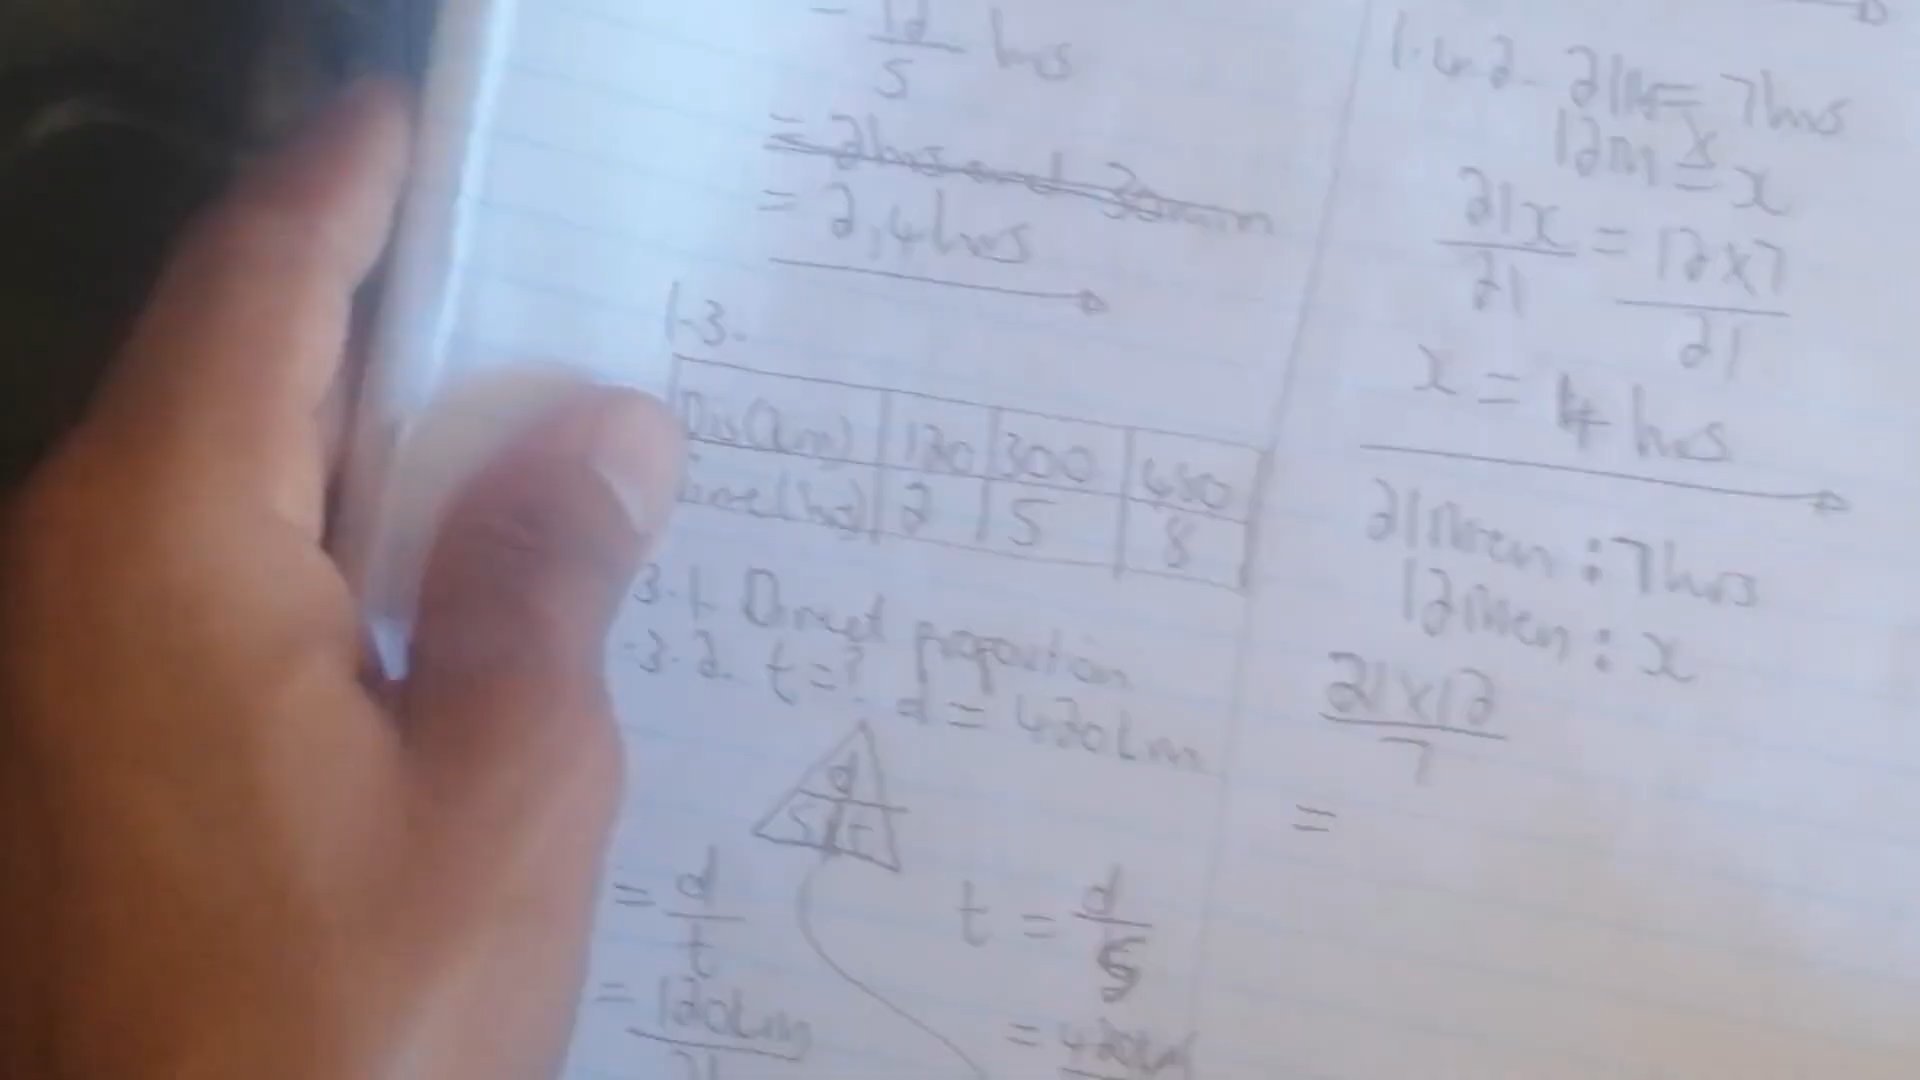 12
5 hrs
= 2hrs and 30min
= 2,4hrs
1.3.
Dis(km) 120 300 480
Time(hrs) 2 5 8
3.1. Direct proportion
.3.2. t=? d = 420km
d
s t
= d
t
= 120km
t = d
s
= 420km
1.4.2. 21M = 7hrs
12m = x
21x = 12x7
21 21
x = 4 hrs
21Men : 7hrs
12Men : x
21x12
7
=